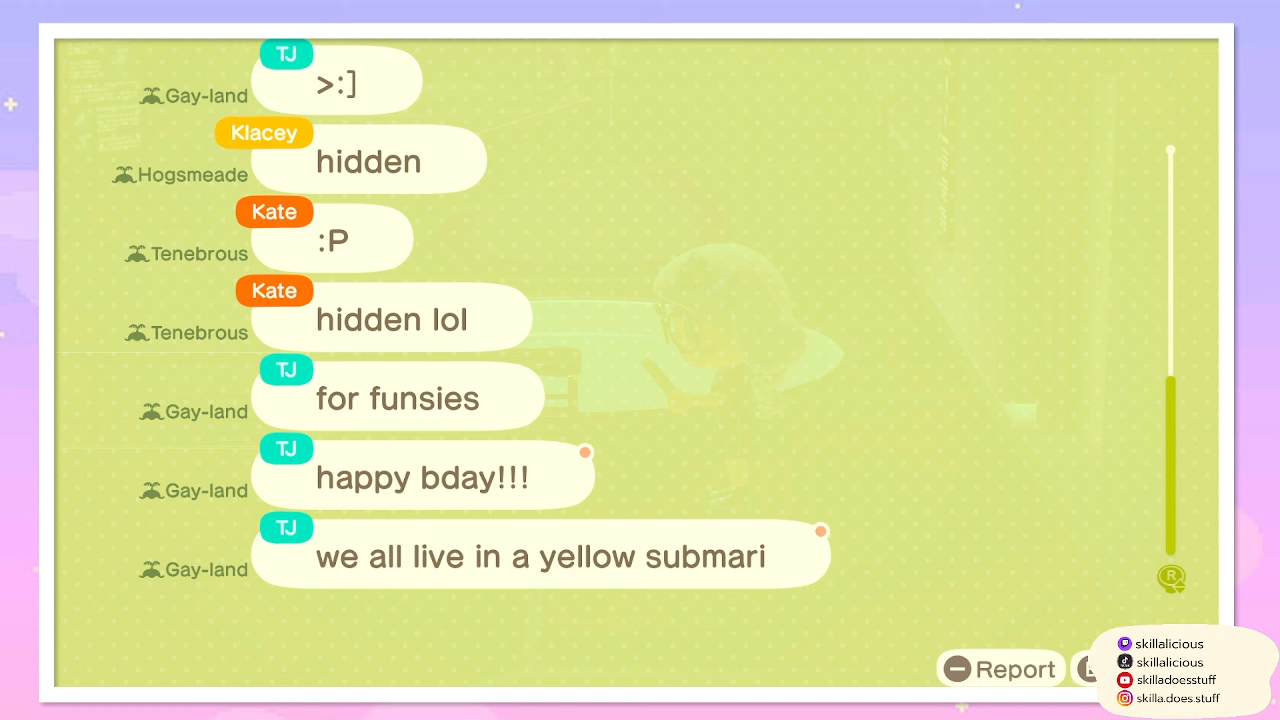 TJ
>:]
Gay-land
Klacey
hidden
Hogsmeade
Kate
:P
Tenebrous
Kate
hidden lol
Tenebrous
TJ
for funsies
Gay-land
TJ
happy bday!!!
Gay-land
TJ
we all live in a yellow submari
Gay-land
R
Report
skillalicious
skillalicious
skilladoesstuff
skilla.does.stuff